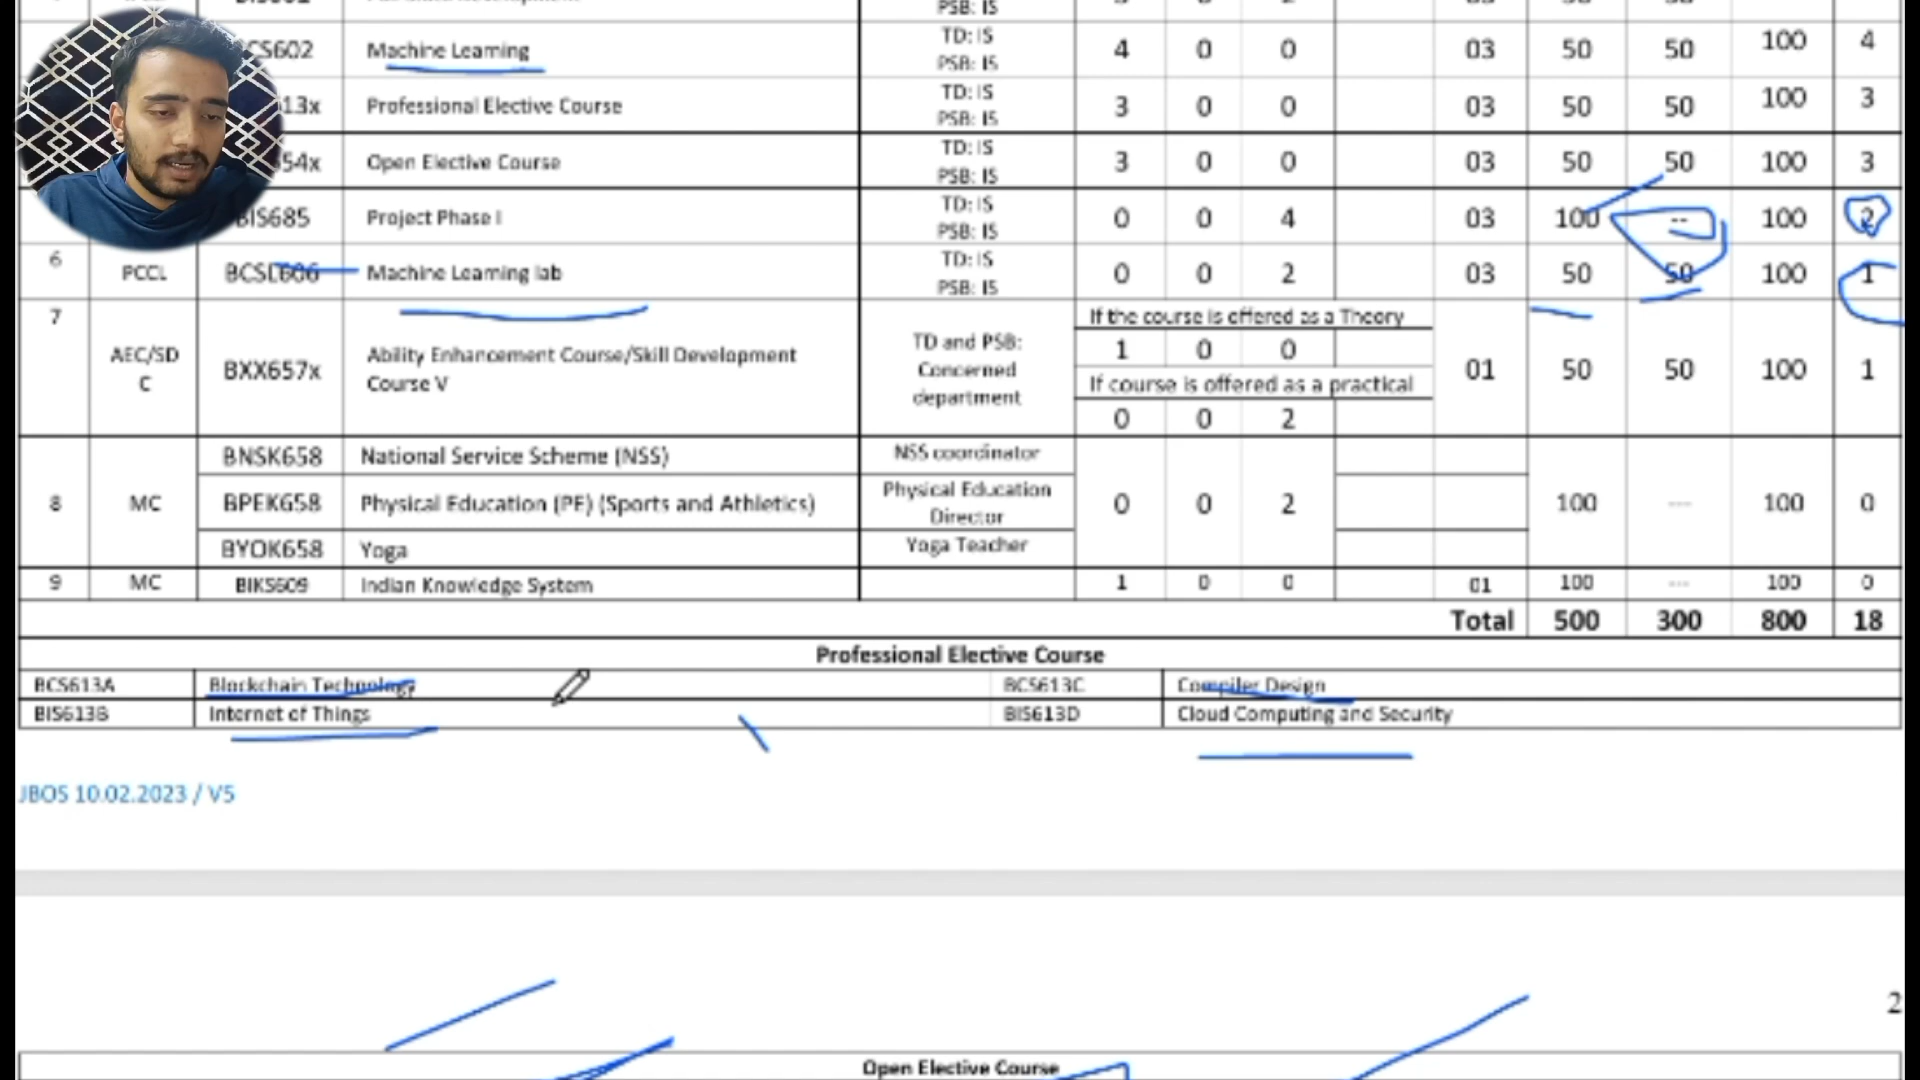 PSB: IS
CS602 Machine Learning TD: IS PSB: IS 4 0 0 03 50 50 100 4
13x Professional Elective Course TD: IS PSB: IS 3 0 0 03 50 50 100 3
54x Open Elective Course TD: IS PSB: IS 3 0 0 03 50 50 100 3
BIS685 Project Phase I TD: IS PSB: IS 0 0 4 03 100 -- 100 2
6 PCCL BCSL606 Machine Learning lab TD: IS PSB: IS 0 0 2 03 50 50 100 1
7 AEC/SD C BXX657x Ability Enhancement Course/Skill Development Course V TD and PSB: Concerned department
If the course is offered as a Theory
1 0 0
If course is offered as a practical
0 0 2
01 50 50 100 1
8 MC BNSK658 National Service Scheme (NSS) NSS coordinator
BPEK658 Physical Education (PE) (Sports and Athletics) Physical Education Director 0 0 2 100 --- 100 0
BYOK658 Yoga Yoga Teacher
9 MC BIKS609 Indian Knowledge System 1 0 0 01 100 --- 100 0
Total 500 300 800 18
Professional Elective Course
BCS613A Blockchain Technology BCS613C Compiler Design
BIS613B Internet of Things BIS613D Cloud Computing and Security
JBOS 10.02.2023 / V5
2
Open Elective Course